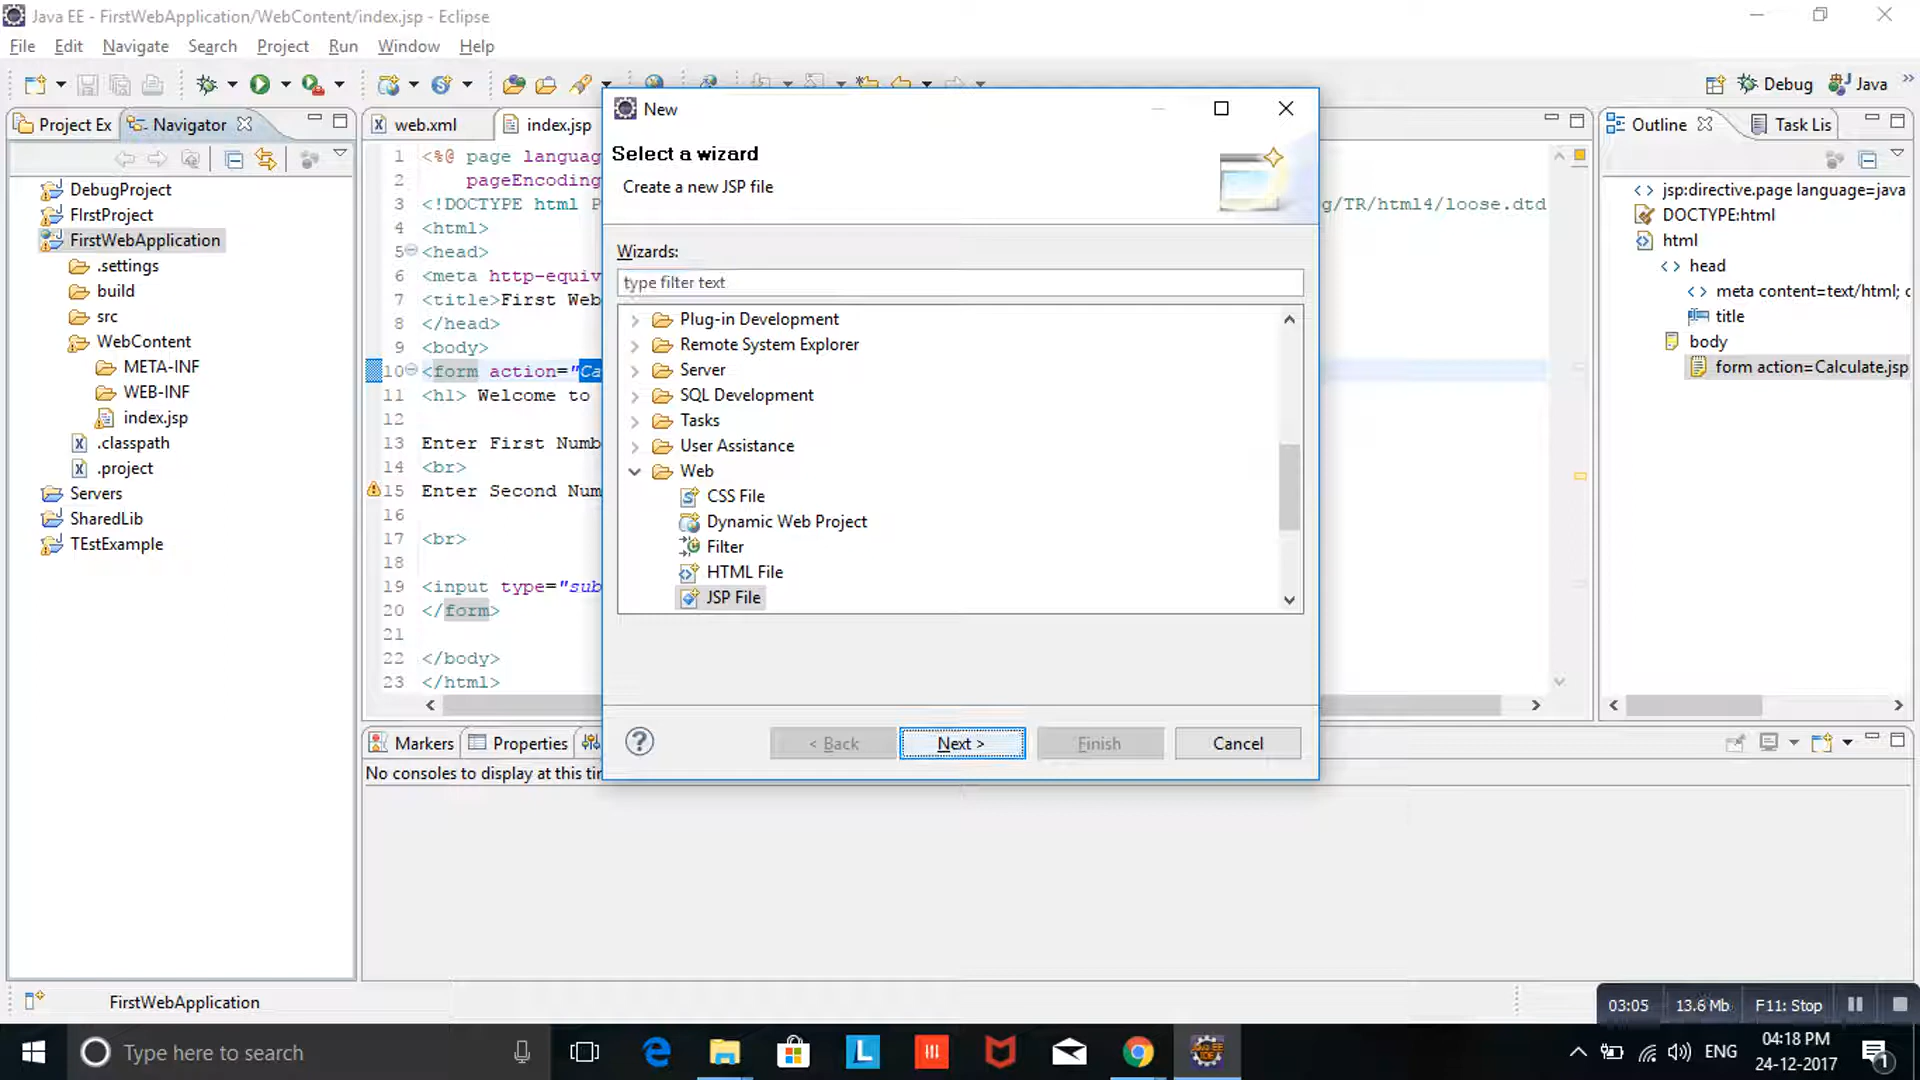 Java EE - FirstWebApplication/WebContent/index.jsp - Eclipse
File Edit Navigate Search Project Run Window Help
Debug Java
Project Ex Navigator
web.xml index.jsp
Outline Task Lis
DebugProject
FIrstProject
FirstWebApplication
.settings
build
src
WebContent
META-INF
WEB-INF
index.jsp
.classpath
.project
Servers
SharedLib
TEstExample
1 <%@ page languag
2 pageEncoding
3 <!DOCTYPE html P
g/TR/html4/loose.dtd
4 <html>
5 <head>
6 <meta http-equiv
7 <title>First Web
8 </head>
9 <body>
10 <form action="Ca
11 <h1> Welcome to
12
13 Enter First Numb
14 <br>
15 Enter Second Num
16
17 <br>
18
19 <input type="sub
20 </form>
21
22 </body>
23 </html>
New
Select a wizard
Create a new JSP file
Wizards:
type filter text
Plug-in Development
Remote System Explorer
Server
SQL Development
Tasks
User Assistance
Web
CSS File
Dynamic Web Project
Filter
HTML File
JSP File
< Back Next > Finish Cancel
jsp:directive.page language=java
DOCTYPE:html
html
head
meta content=text/html; c
title
body
form action=Calculate.jsp
Markers Properties
No consoles to display at this tim
FirstWebApplication
03:05 13.6 Mb F11: Stop
Type here to search
ENG
04:18 PM
24-12-2017
1